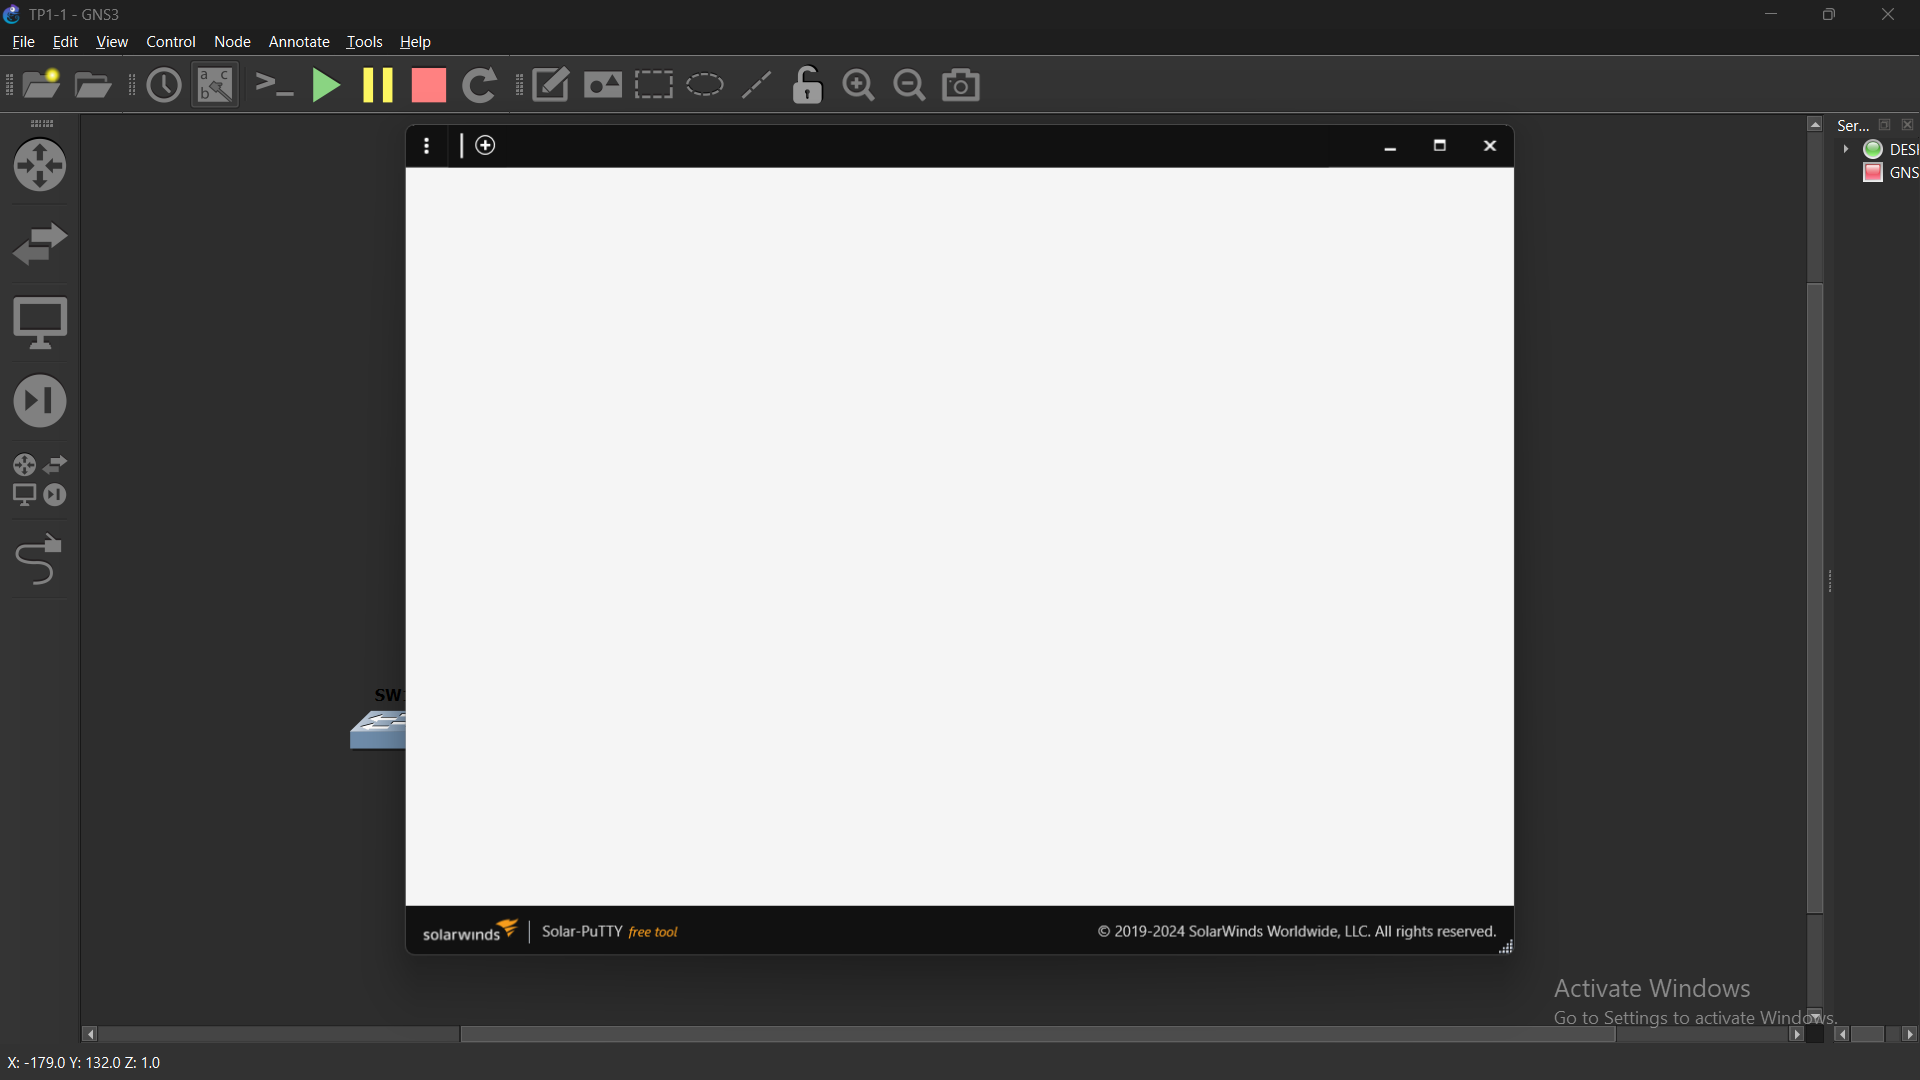 TP1-1 - GNS3
File Edit View Control Node Annotate Tools Help
a c
b
>_
Ser...
DESH
GNS
SW
solarwinds Solar-PuTTY free tool © 2019-2024 SolarWinds Worldwide, LLC. All rights reserved.
Activate Windows
Go to Settings to activate Windows.
X: -179.0 Y: 132.0 Z: 1.0